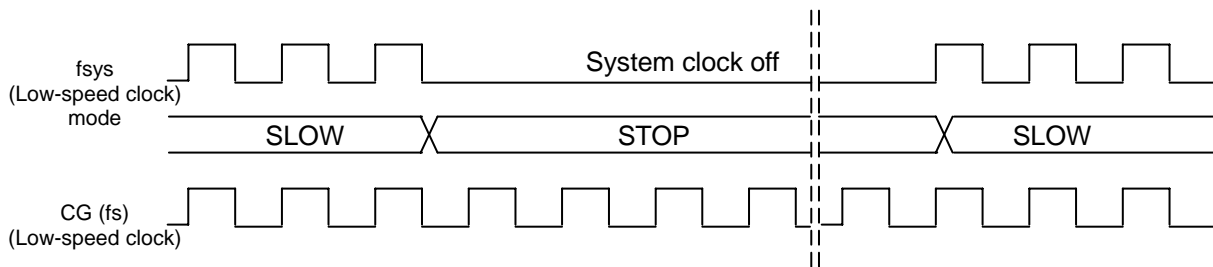 fsys
(Low-speed clock)
mode
System clock off
SLOW
STOP
SLOW
CG (fs)
(Low-speed clock)